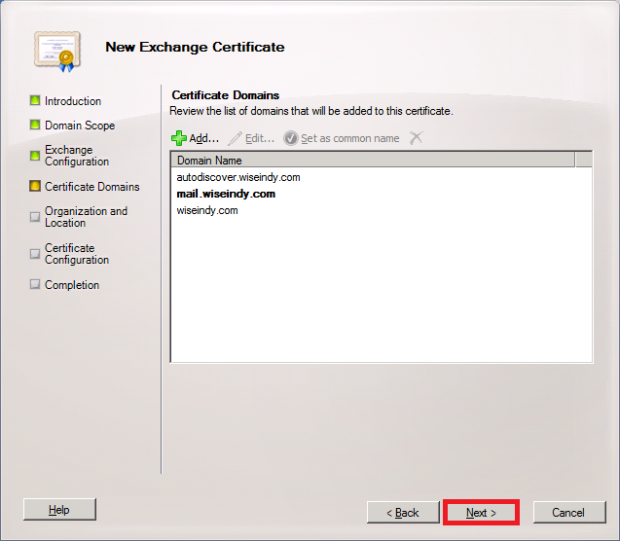 New Exchange Certificate
Introduction
Domain Scope
Exchange
Configuration
Certificate Domains
Organization and
Location
Certificate
Configuration
Completion
Certificate Domains
Review the list of domains that will be added to this certificate.
Add... Edit... Set as common name
Domain Name
autodiscover.wiseindy.com
mail.wiseindy.com
wiseindy.com
Help < Back Next > Cancel